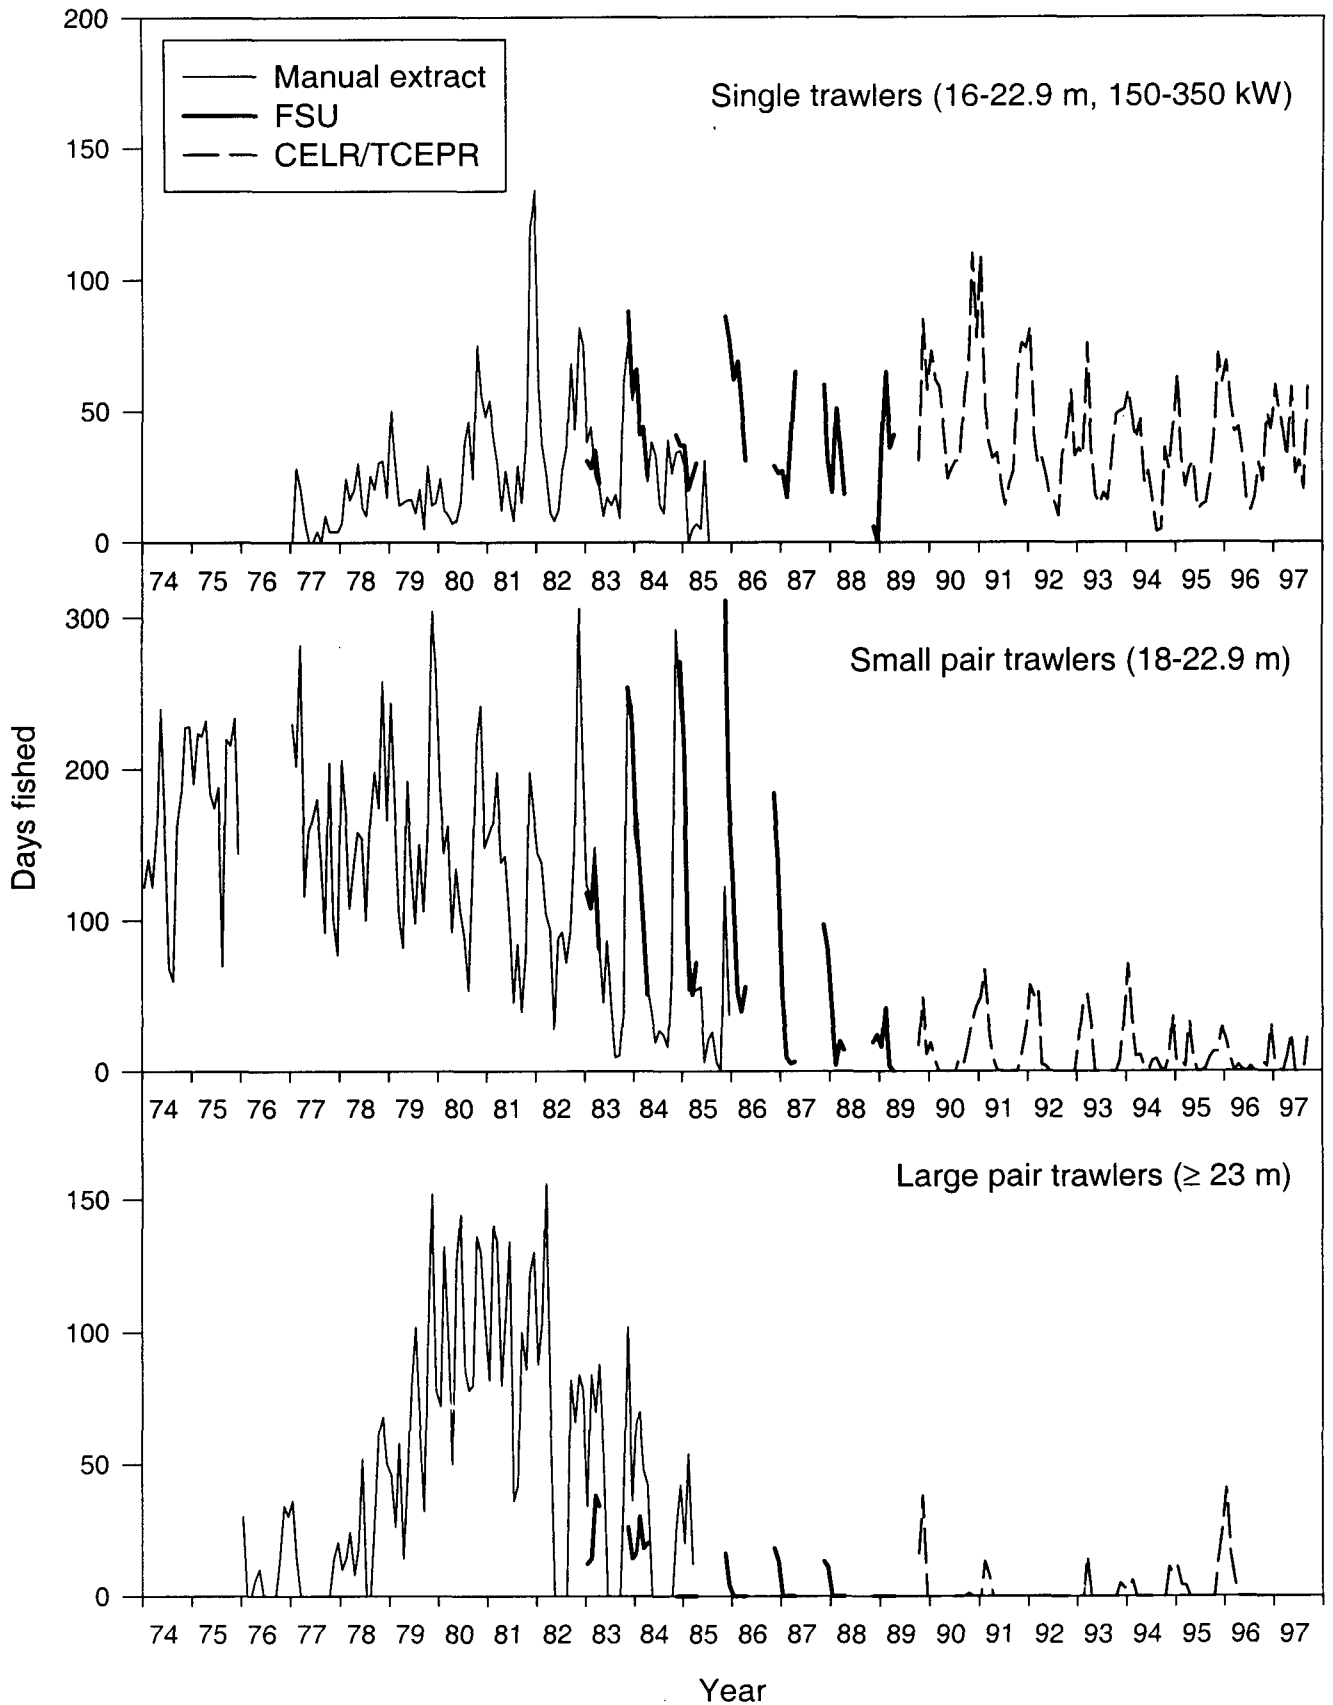 200
150
100
50
0
Manual extract
FSU
CELR/TCEPR
Single trawlers (16-22.9 m, 150-350 kW)
74 75 76 77 78 79 80 81 82 83 84 85 86 87 88 89 90 91 92 93 94 95 96 97
300
200
100
0
Small pair trawlers (18-22.9 m)
Days fished
74 75 76 77 78 79 80 81 82 83 84 85 86 87 88 89 90 91 92 93 94 95 96 97
150
100
50
0
Large pair trawlers (≥ 23 m)
74 75 76 77 78 79 80 81 82 83 84 85 86 87 88 89 90 91 92 93 94 95 96 97
Year